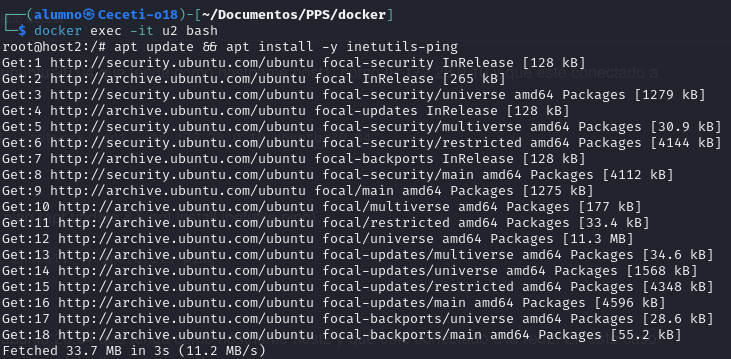 ┌──(alumno㉿Ceceti-o18)-[~/Documentos/PPS/docker]
└─$ docker exec -it u2 bash
root@host2:/# apt update && apt install -y inetutils-ping
Get:1 http://security.ubuntu.com/ubuntu focal-security InRelease [128 kB]
Get:2 http://archive.ubuntu.com/ubuntu focal InRelease [265 kB]
Get:3 http://security.ubuntu.com/ubuntu focal-security/universe amd64 Packages [1279 kB]
Get:4 http://archive.ubuntu.com/ubuntu focal-updates InRelease [128 kB]
Get:5 http://security.ubuntu.com/ubuntu focal-security/multiverse amd64 Packages [30.9 kB]
Get:6 http://security.ubuntu.com/ubuntu focal-security/restricted amd64 Packages [4144 kB]
Get:7 http://archive.ubuntu.com/ubuntu focal-backports InRelease [128 kB]
Get:8 http://security.ubuntu.com/ubuntu focal-security/main amd64 Packages [4112 kB]
Get:9 http://archive.ubuntu.com/ubuntu focal/main amd64 Packages [1275 kB]
Get:10 http://archive.ubuntu.com/ubuntu focal/multiverse amd64 Packages [177 kB]
Get:11 http://archive.ubuntu.com/ubuntu focal/restricted amd64 Packages [33.4 kB]
Get:12 http://archive.ubuntu.com/ubuntu focal/universe amd64 Packages [11.3 MB]
Get:13 http://archive.ubuntu.com/ubuntu focal-updates/multiverse amd64 Packages [34.6 kB]
Get:14 http://archive.ubuntu.com/ubuntu focal-updates/universe amd64 Packages [1568 kB]
Get:15 http://archive.ubuntu.com/ubuntu focal-updates/restricted amd64 Packages [4348 kB]
Get:16 http://archive.ubuntu.com/ubuntu focal-updates/main amd64 Packages [4596 kB]
Get:17 http://archive.ubuntu.com/ubuntu focal-backports/universe amd64 Packages [28.6 kB]
Get:18 http://archive.ubuntu.com/ubuntu focal-backports/main amd64 Packages [55.2 kB]
Fetched 33.7 MB in 3s (11.2 MB/s)